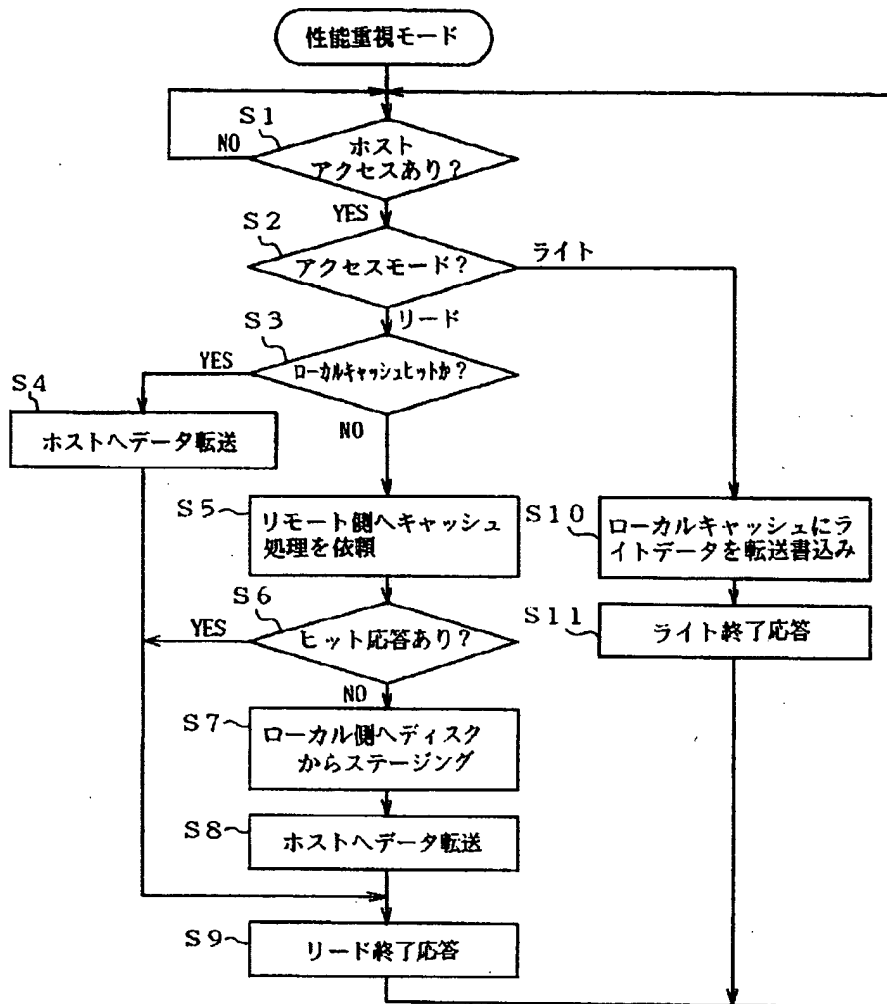 性能重視モード
S1
NO
ホスト
アクセスあり？
YES
S2
アクセスモード？
ライト
リード
S3
YES
ローカルキャッシュヒットか？
S4
ホストへデータ転送
NO
S5
リモート側へキャッシュ
処理を依頼
S10
ローカルキャッシュにラ
イトデータを転送書込み
S6
YES
ヒット応答あり？
S11
ライト終了応答
NO
S7
ローカル側へディスク
からステージング
S8
ホストへデータ転送
S9
リード終了応答